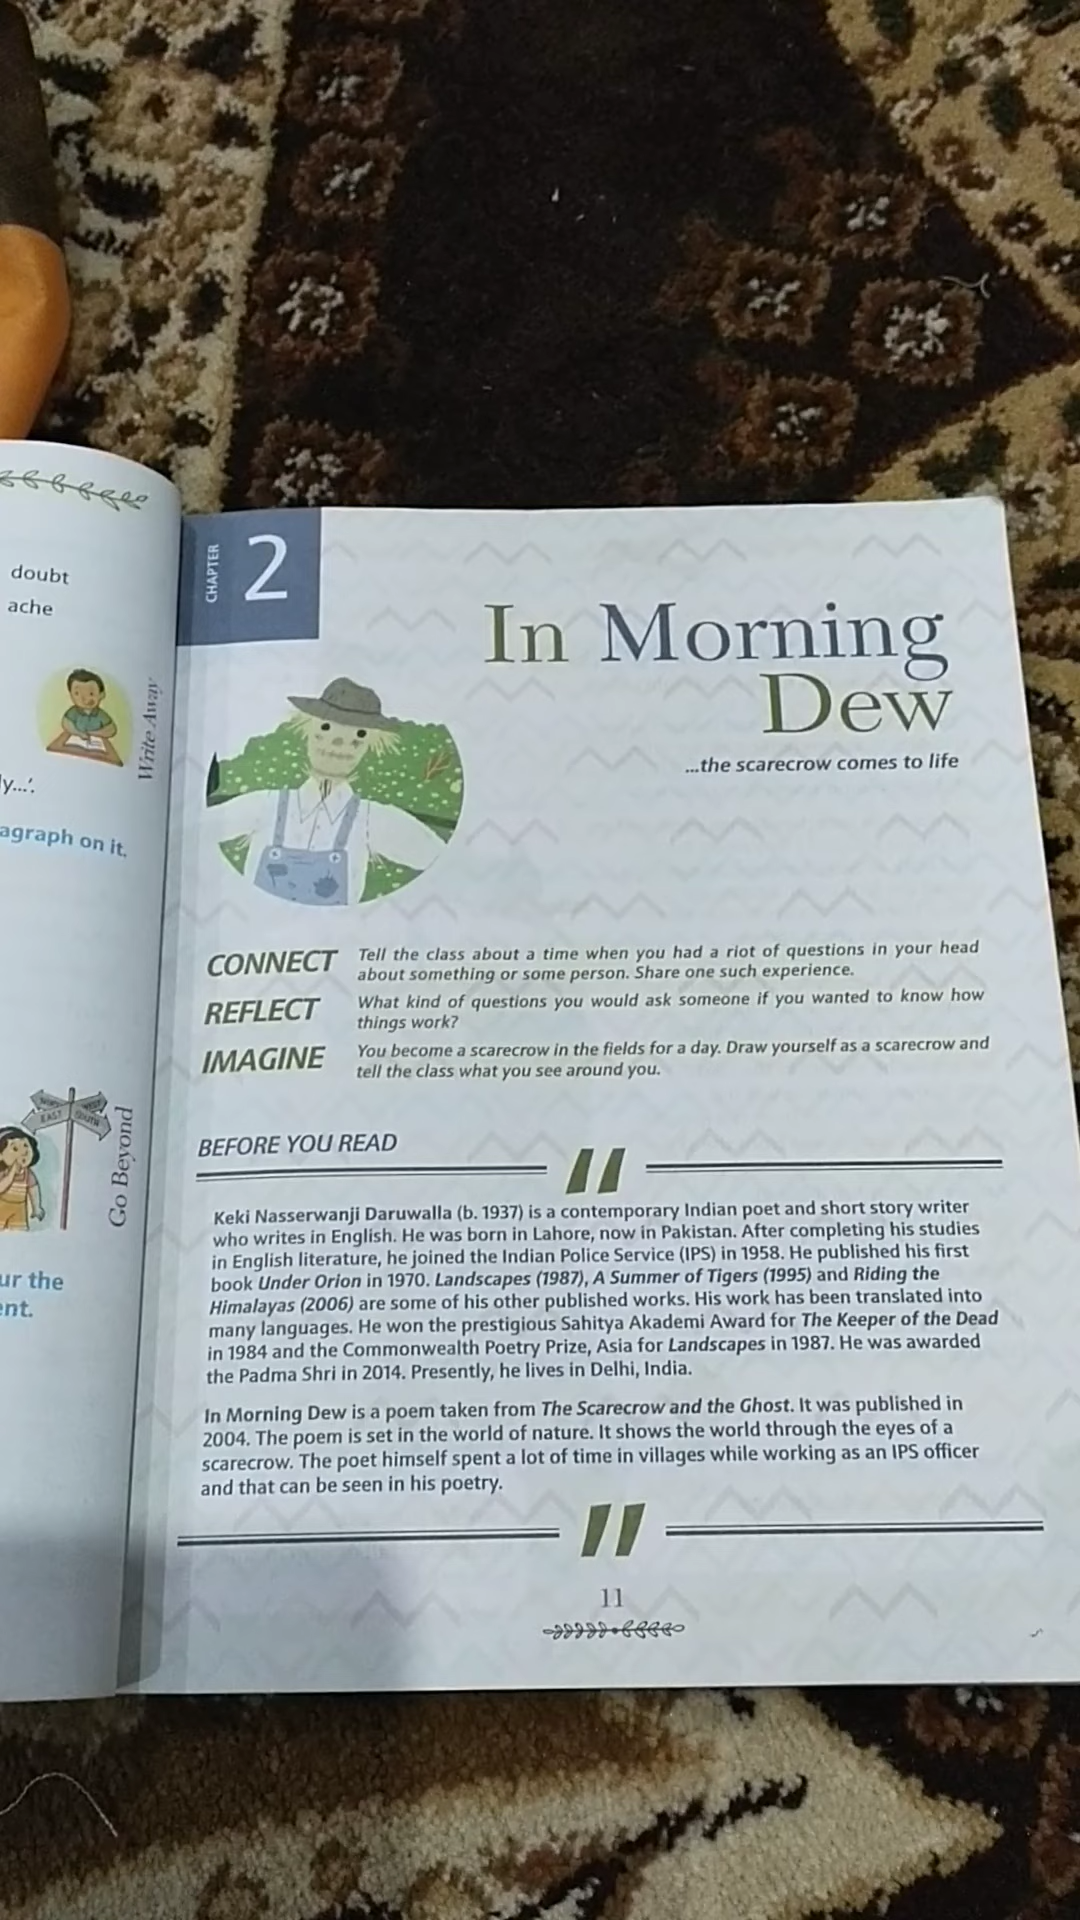 doubt
ache
Write Away
y...'.
agraph on it.
Go Beyond
EAST
SOUTH
ur the
ent.
CHAPTER
2
In Morning
Dew
...the scarecrow comes to life
CONNECT
Tell the class about a time when you had a riot of questions in your head
about something or some person. Share one such experience.
REFLECT
What kind of questions you would ask someone if you wanted to know how
things work?
IMAGINE
You become a scarecrow in the fields for a day. Draw yourself as a scarecrow and
tell the class what you see around you.
BEFORE YOU READ
Keki Nasserwanji Daruwalla (b. 1937) is a contemporary Indian poet and short story writer
who writes in English. He was born in Lahore, now in Pakistan. After completing his studies
in English literature, he joined the Indian Police Service (IPS) in 1958. He published his first
book Under Orion in 1970. Landscapes (1987), A Summer of Tigers (1995) and Riding the
Himalayas (2006) are some of his other published works. His work has been translated into
many languages. He won the prestigious Sahitya Akademi Award for The Keeper of the Dead
in 1984 and the Commonwealth Poetry Prize, Asia for Landscapes in 1987. He was awarded
the Padma Shri in 2014. Presently, he lives in Delhi, India.
In Morning Dew is a poem taken from The Scarecrow and the Ghost. It was published in
2004. The poem is set in the world of nature. It shows the world through the eyes of a
scarecrow. The poet himself spent a lot of time in villages while working as an IPS officer
and that can be seen in his poetry.
11